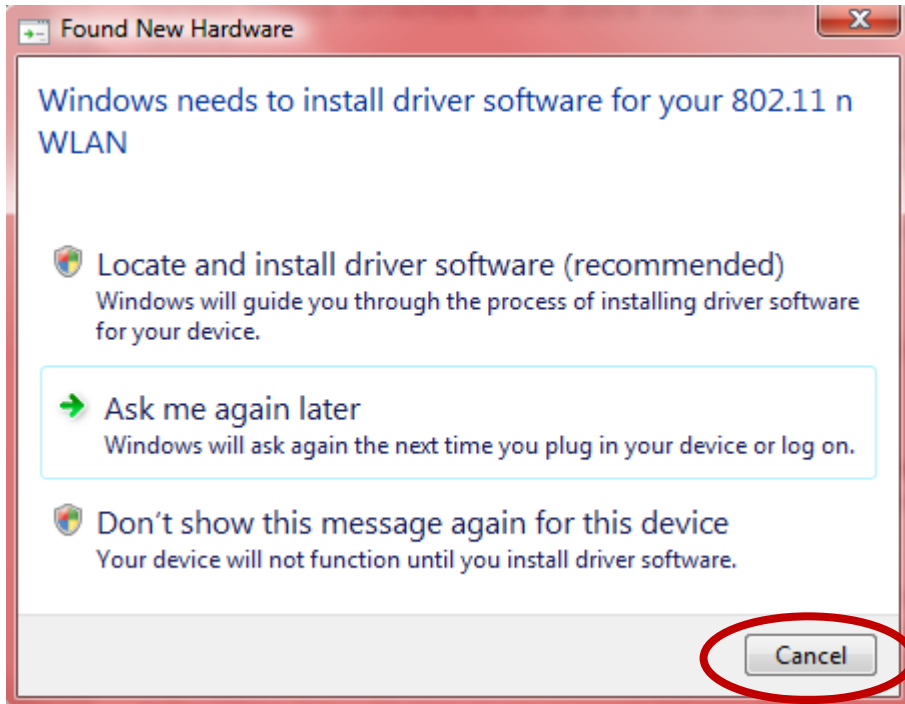 Found New Hardware
Windows needs to install driver software for your 802.11 n
WLAN
Locate and install driver software (recommended)
Windows will guide you through the process of installing driver software
for your device.
Ask me again later
Windows will ask again the next time you plug in your device or log on.
Don't show this message again for this device
Your device will not function until you install driver software.
Cancel